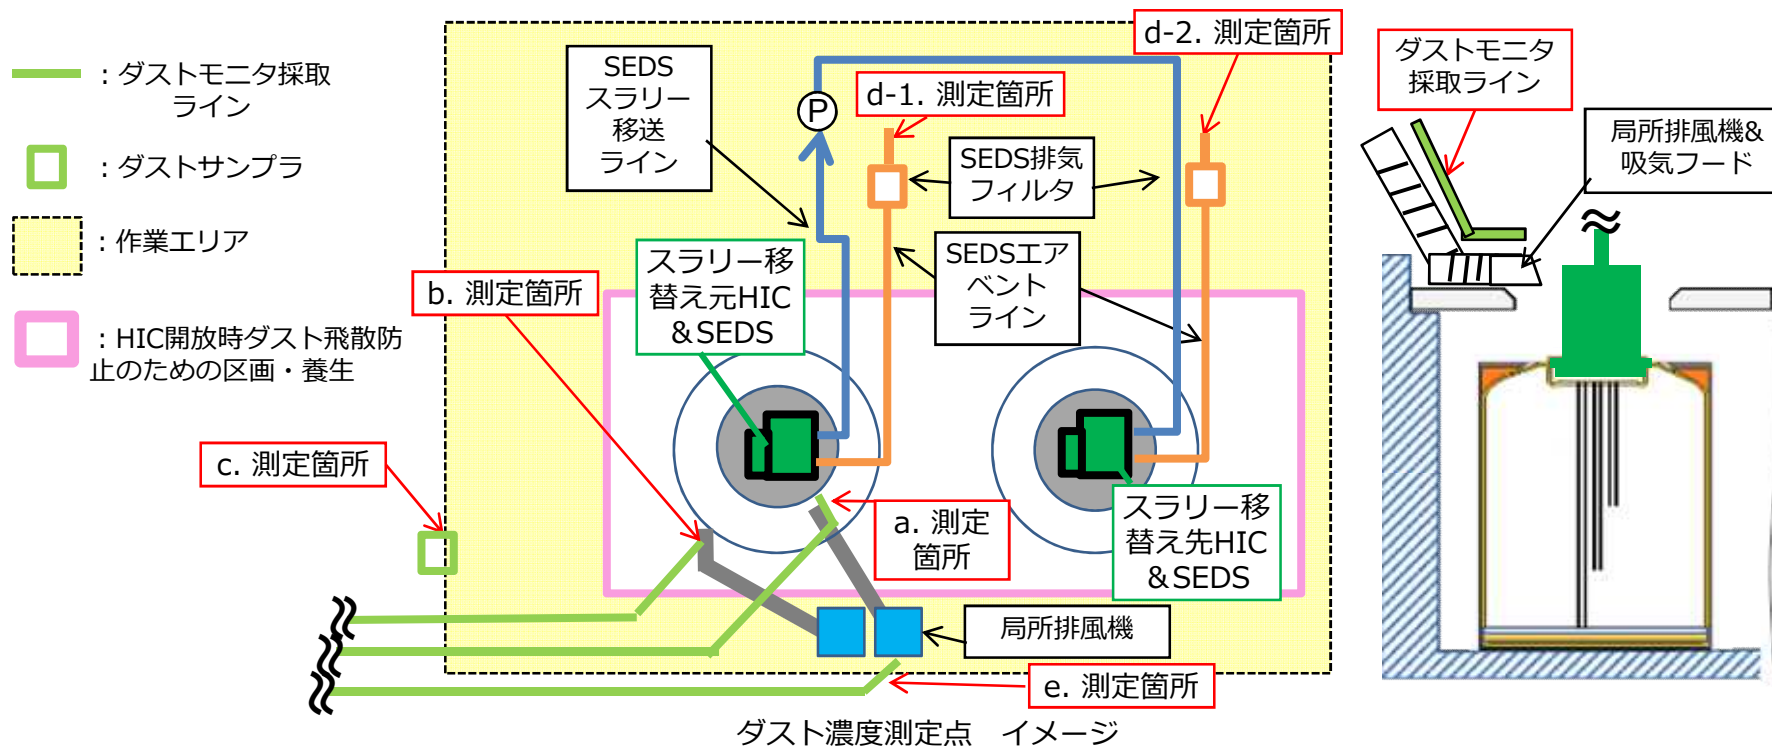 ：ダストモニタ採取
ライン
：ダストサンプラ
：作業エリア
：HIC開放時ダスト飛散防
止のための区画・養生
SEDS
スラリー
移送
ライン
P
d-1. 測定箇所
d-2. 測定箇所
SEDS排気
フィルタ
SEDSエア
ベント
ライン
スラリー移
替え元HIC
＆SEDS
b. 測定箇所
c. 測定箇所
a. 測定
箇所
スラリー移
替え先HIC
＆SEDS
局所排風機
e. 測定箇所
ダストモニタ
採取ライン
局所排風機&
吸気フード
ダスト濃度測定点　イメージ